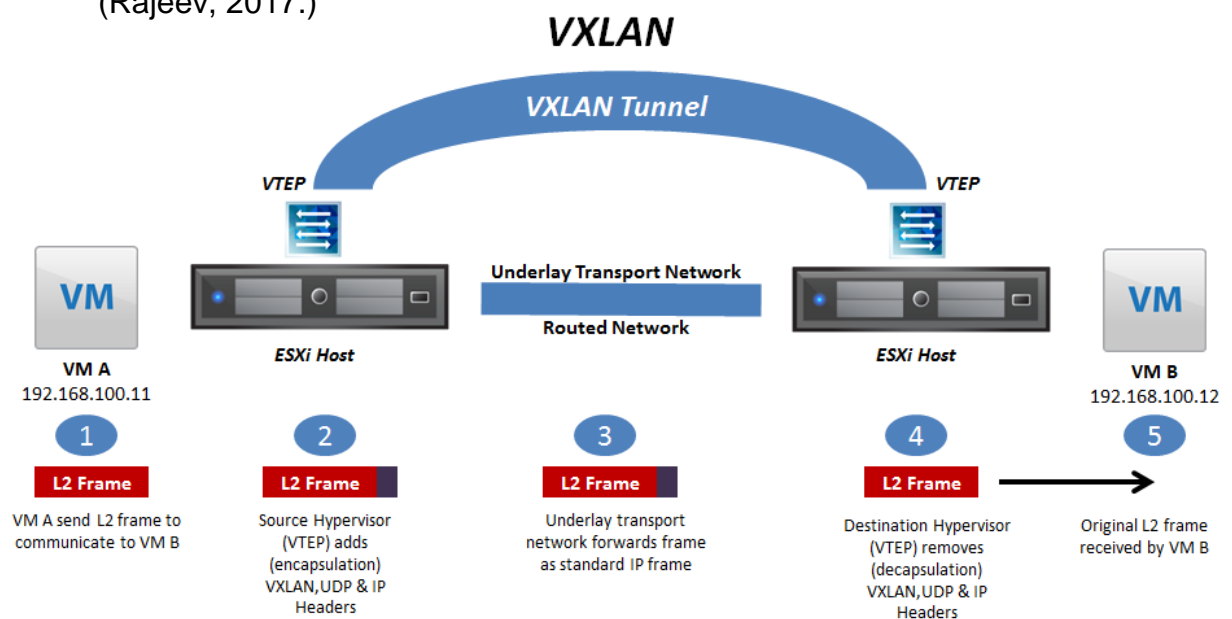 (Rajeev, 2017.)
VXLAN
VXLAN Tunnel
VTEP
VTEP
VM
VM
Underlay Transport Network
Routed Network
ESXi Host
ESXi Host
VM A
192.168.100.11
VM B
192.168.100.12
1
2
3
4
5
L2 Frame
L2 Frame
L2 Frame
L2 Frame
VM A send L2 frame to
communicate to VM B
Source Hypervisor
(VTEP) adds
(encapsulation)
VXLAN,UDP & IP
Headers
Underlay transport
network forwards frame
as standard IP frame
Destination Hypervisor
(VTEP) removes
(decapsulation)
VXLAN,UDP & IP
Headers
Original L2 frame
received by VM B